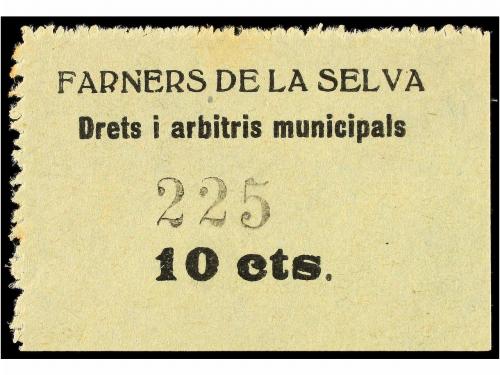 FARNERS DE LA SELVA
Drets i arbitris municipals
225
10 cts.